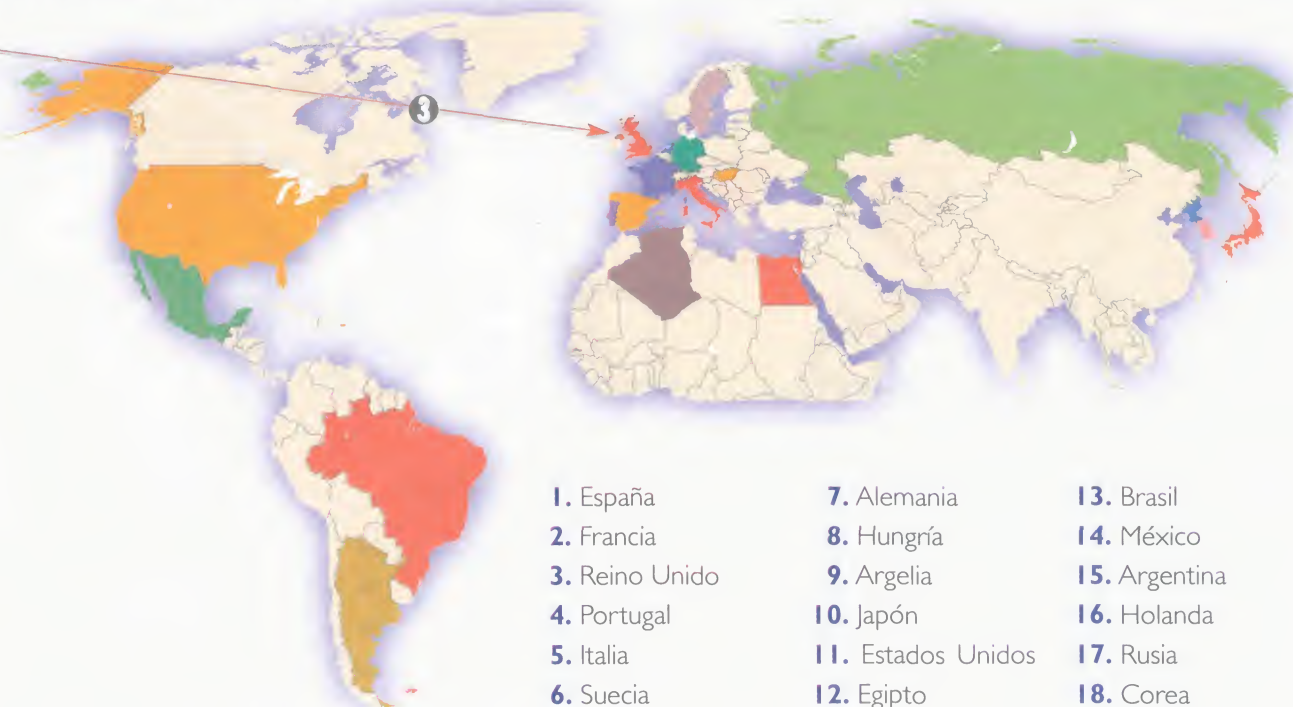 3
1. España
2. Francia
3. Reino Unido
4. Portugal
5. Italia
6. Suecia
7. Alemania
8. Hungría
9. Argelia
10. Japón
11. Estados Unidos
12. Egipto
13. Brasil
14. México
15. Argentina
16. Holanda
17. Rusia
18. Corea